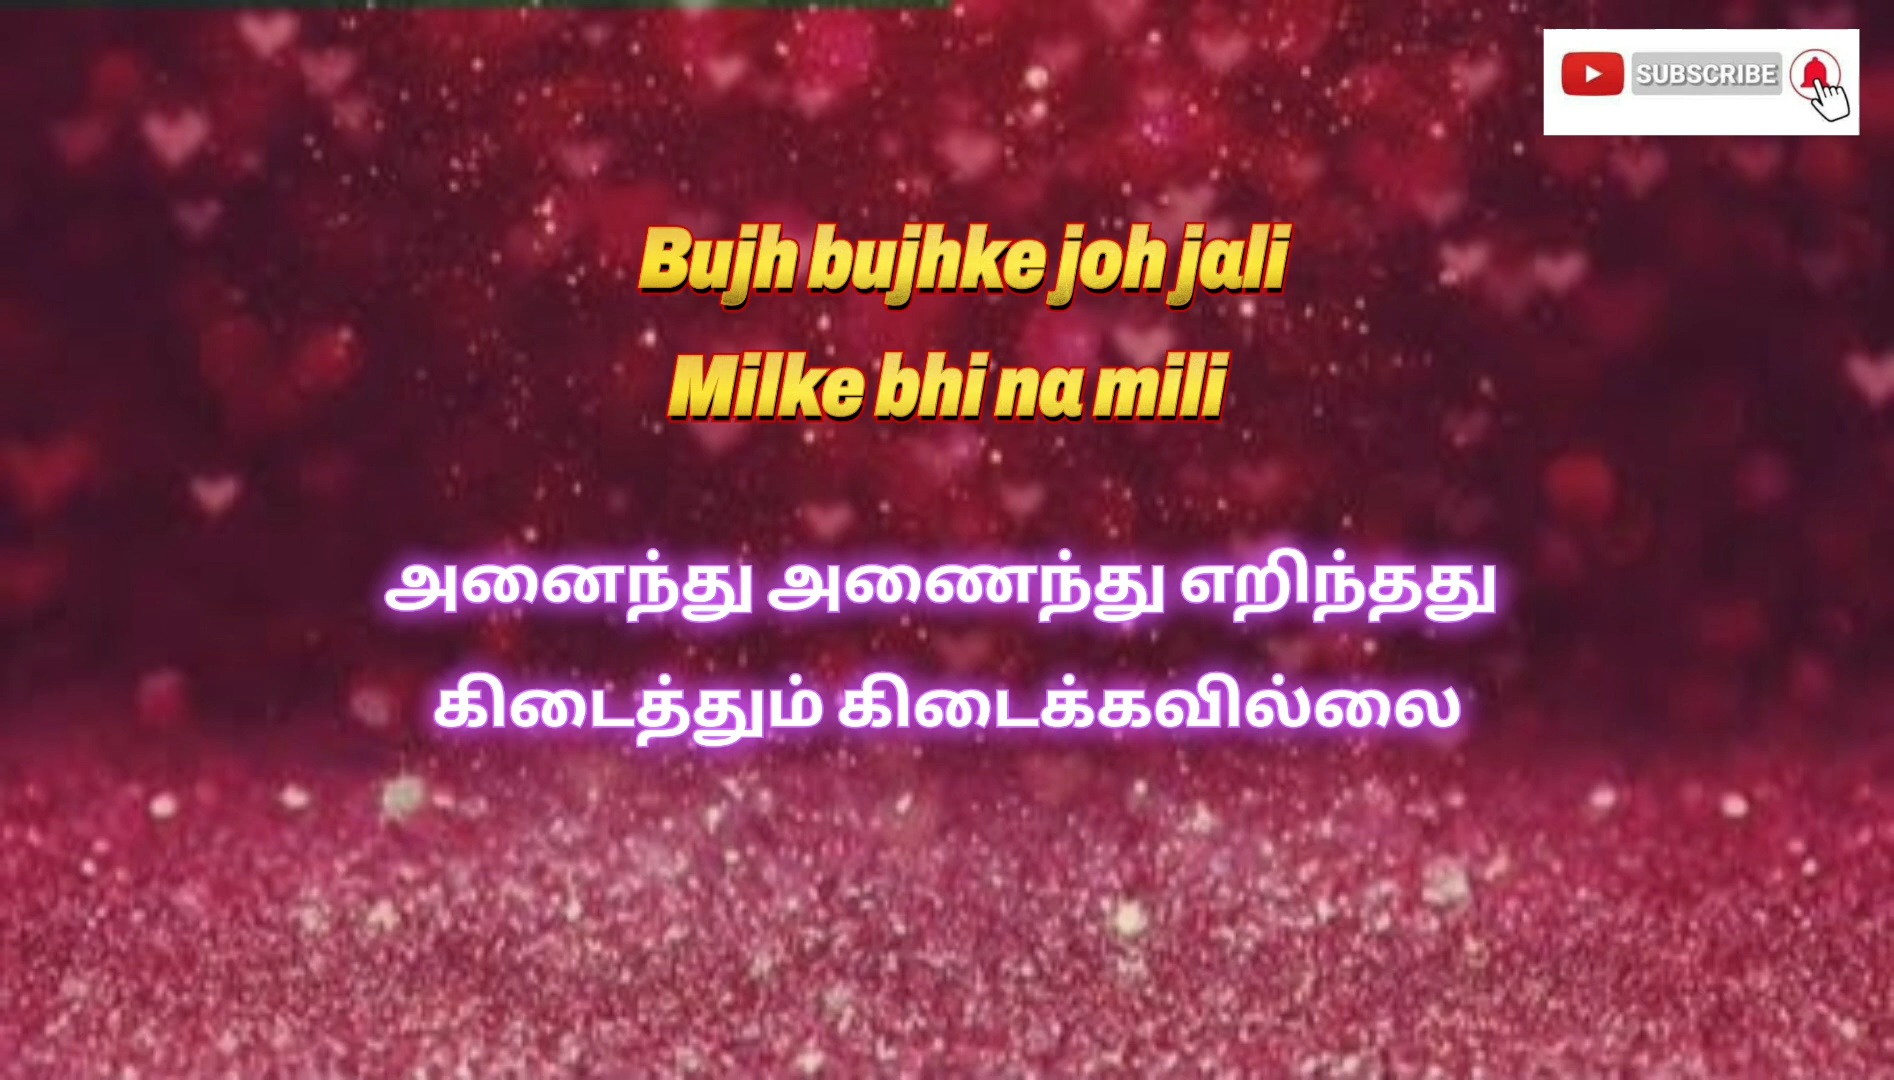 SUBSCRIBE
Bujh bujhke joh jali
Milke bhi na mili
அனைந்து அணைந்து எறிந்தது
கிடைத்தும் கிடைக்கவில்லை